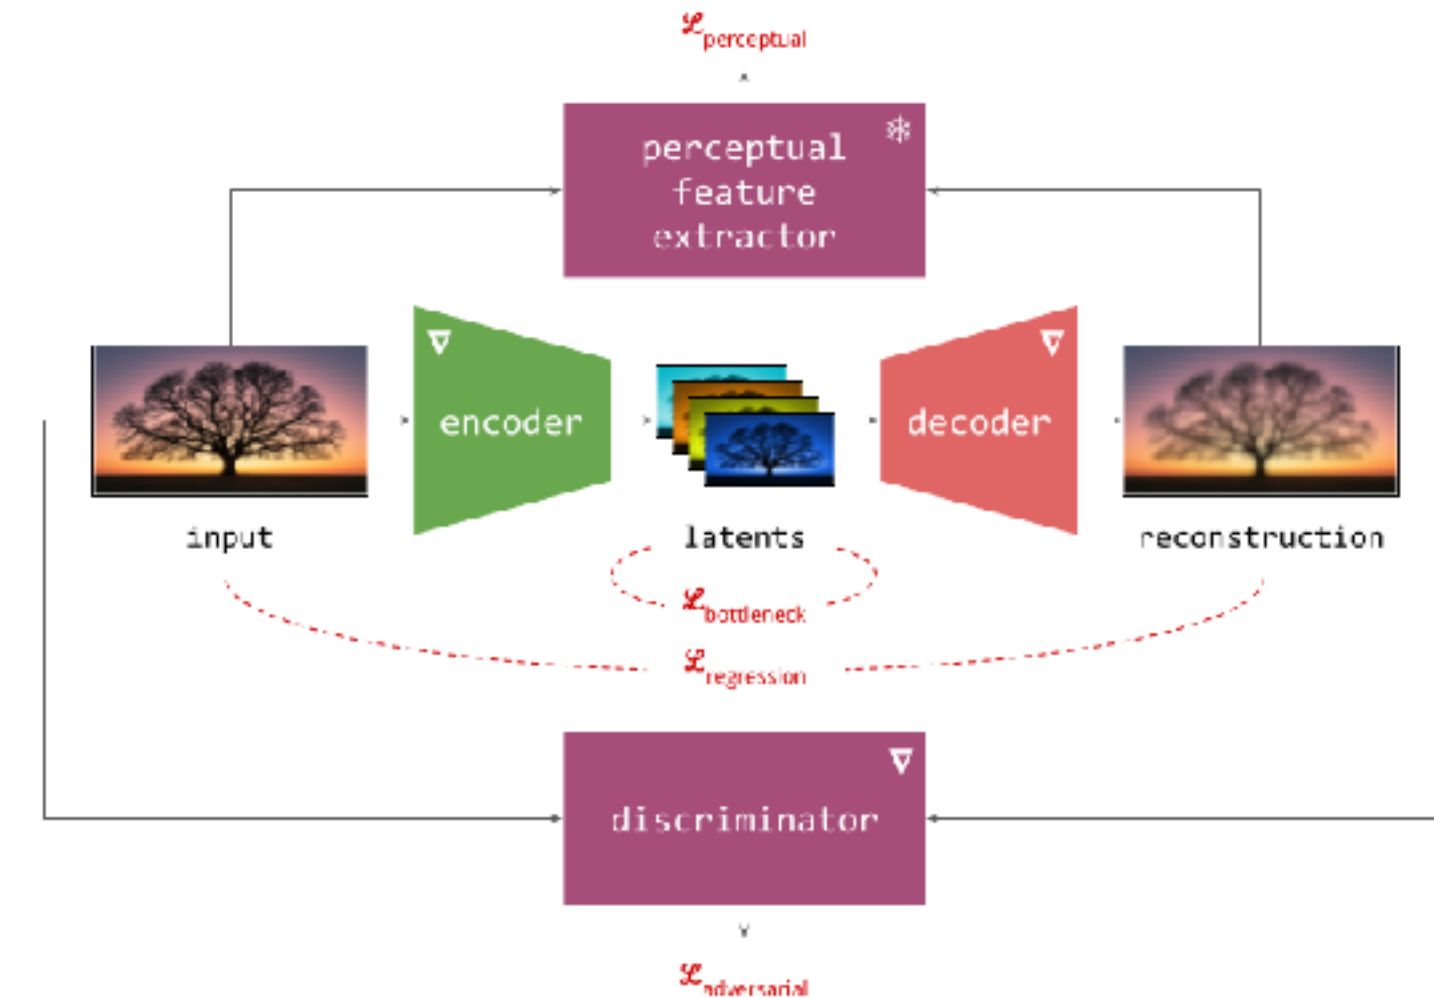 ℒperceptual
perceptual
feature
extractor
encoder
decoder
input
latents
reconstruction
ℒbottleneck
ℒregression
discriminator
ℒadversarial